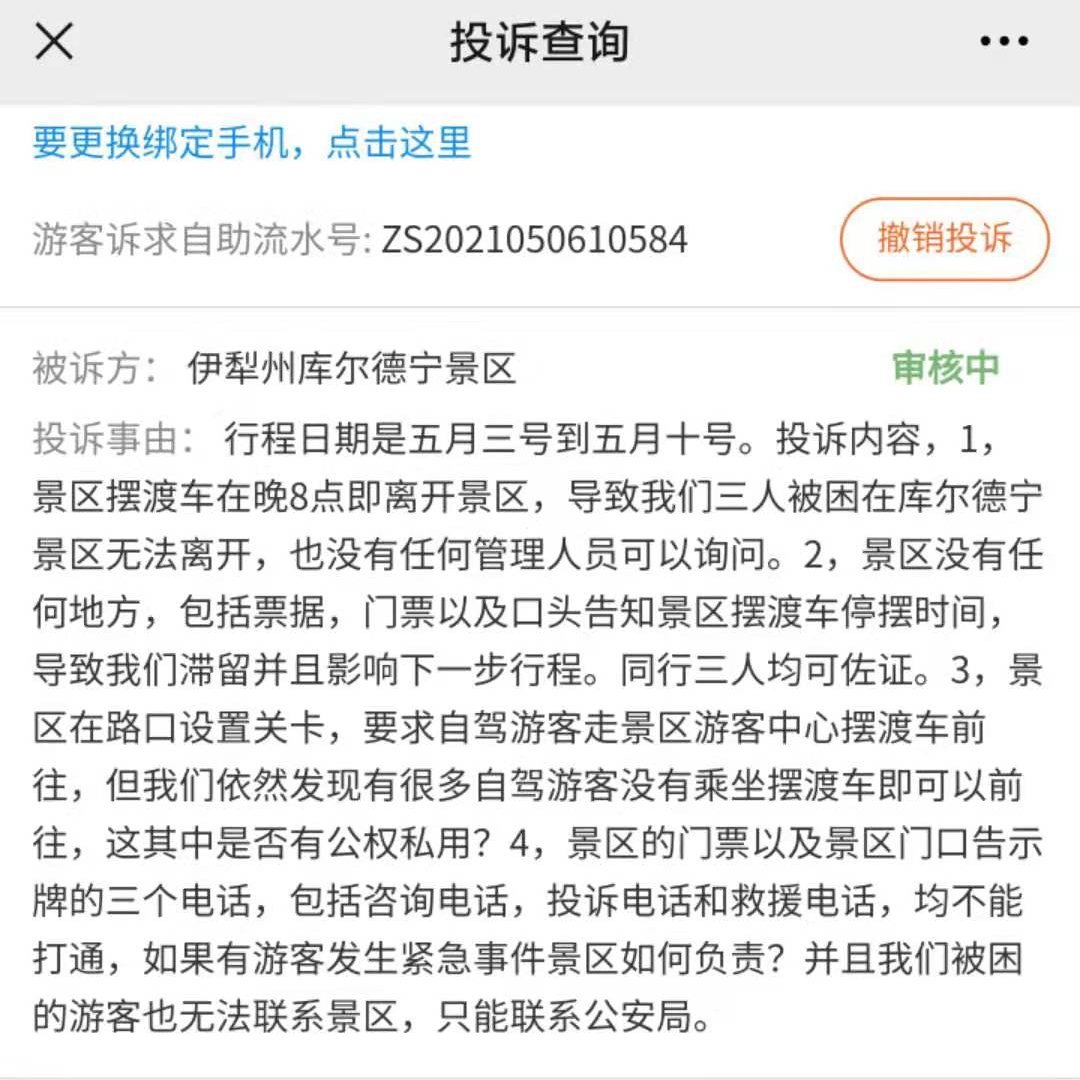 投诉查询
要更换绑定手机，点击这里
游客诉求自助流水号: ZS2021050610584
撤销投诉
被诉方： 伊犁州库尔德宁景区
审核中
投诉事由： 行程日期是五月三号到五月十号。投诉内容，1，
景区摆渡车在晚8点即离开景区，导致我们三人被困在库尔德宁
景区无法离开，也没有任何管理人员可以询问。2，景区没有任
何地方，包括票据，门票以及口头告知景区摆渡车停摆时间，
导致我们滞留并且影响下一步行程。同行三人均可佐证。3，景
区在路口设置关卡，要求自驾游客走景区游客中心摆渡车前
往，但我们依然发现有很多自驾游客没有乘坐摆渡车即可以前
往，这其中是否有公权私用？4，景区的门票以及景区门口告示
牌的三个电话，包括咨询电话，投诉电话和救援电话，均不能
打通，如果有游客发生紧急事件景区如何负责？并且我们被困
的游客也无法联系景区，只能联系公安局。